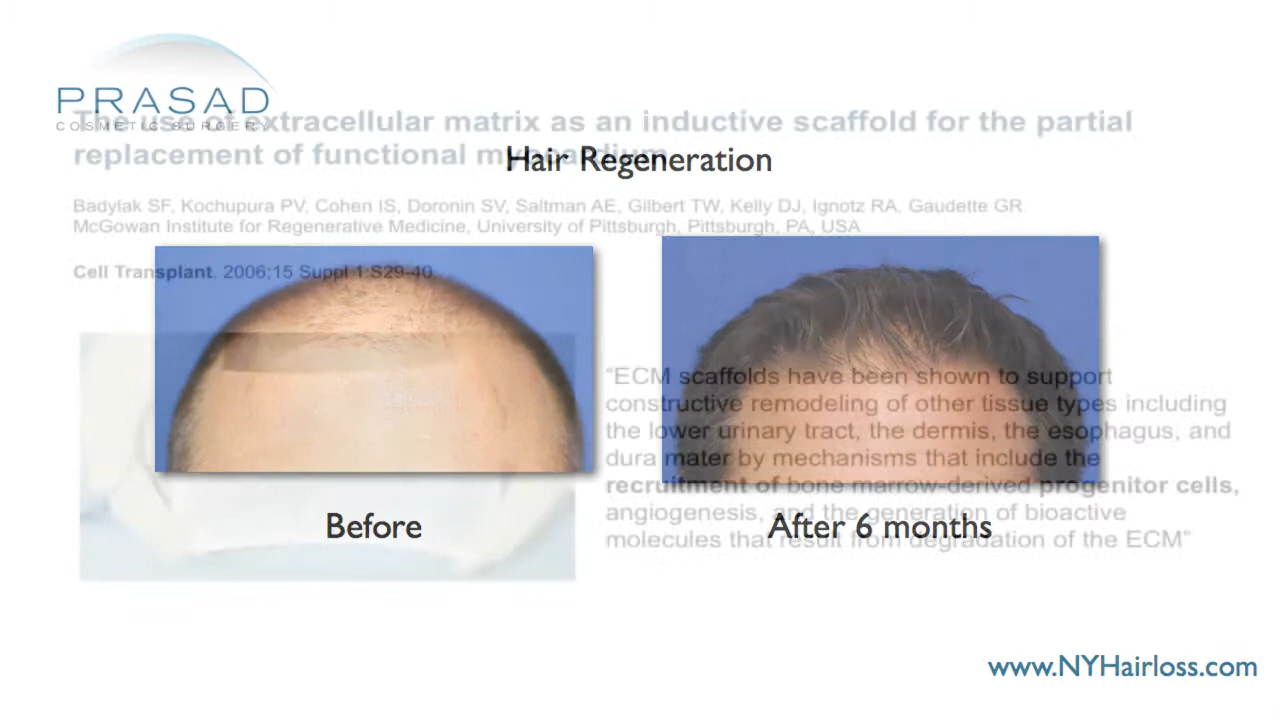 PRASAD
COSMETIC SURGERY
The use of extracellular matrix as an inductive scaffold for the partial
replacement of functional myocardium
Hair Regeneration
Badylak SF, Kochupura PV, Cohen IS, Doronin SV, Saltman AE, Gilbert TW, Kelly DJ, Ignotz RA, Gaudette GR.
McGowan Institute for Regenerative Medicine, University of Pittsburgh, Pittsburgh, PA, USA
Cell Transplant. 2006;15 Suppl 1:S29-40
“ECM scaffolds have been shown to support
constructive remodeling of other tissue types including
the lower urinary tract, the dermis, the esophagus, and
dura mater by mechanisms that include the
recruitment of bone marrow-derived progenitor cells,
angiogenesis, and the generation of bioactive
molecules that result from degradation of the ECM”
Before
After 6 months
www.NYHairloss.com